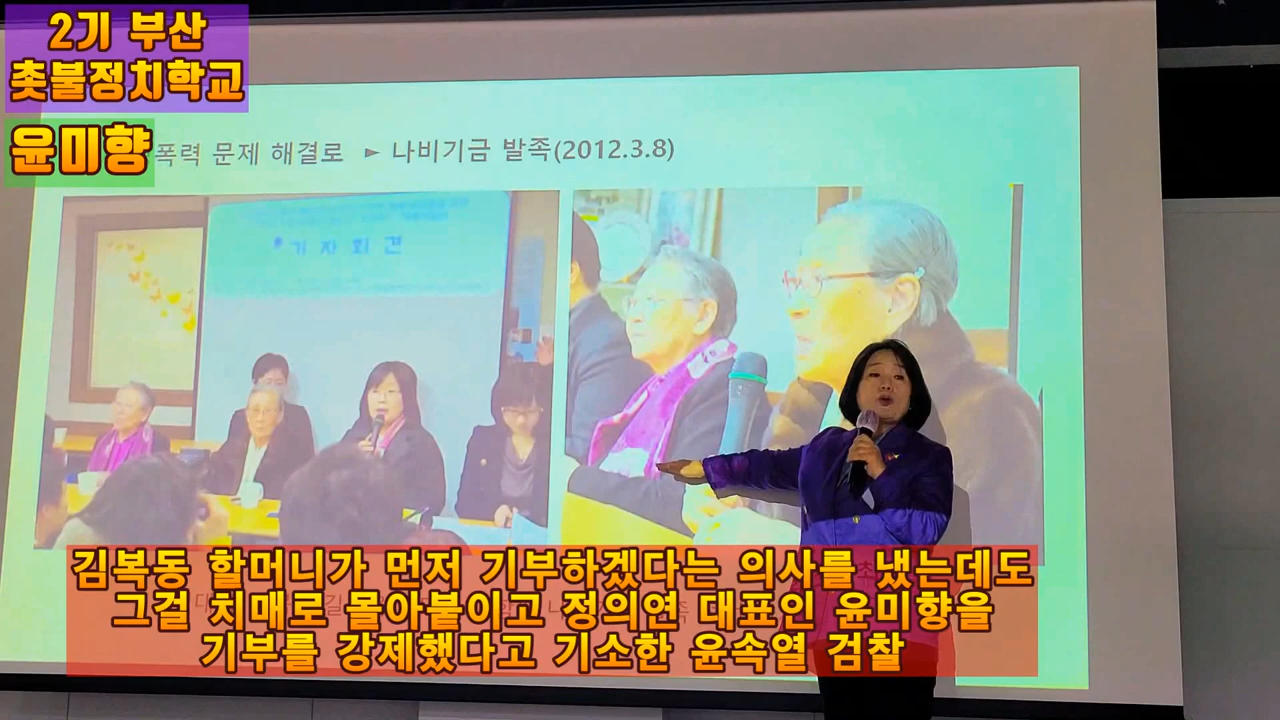 2기 부산
촛불정치학교
윤미향
폭력 문제 해결로 ► 나비기금 발족(2012.3.8)
기자회견
김복동 할머니가 먼저 기부하겠다는 의사를 냈는데도
그걸 치매로 몰아붙이고 정의연 대표인 윤미향을
기부를 강제했다고 기소한 윤속열 검찰